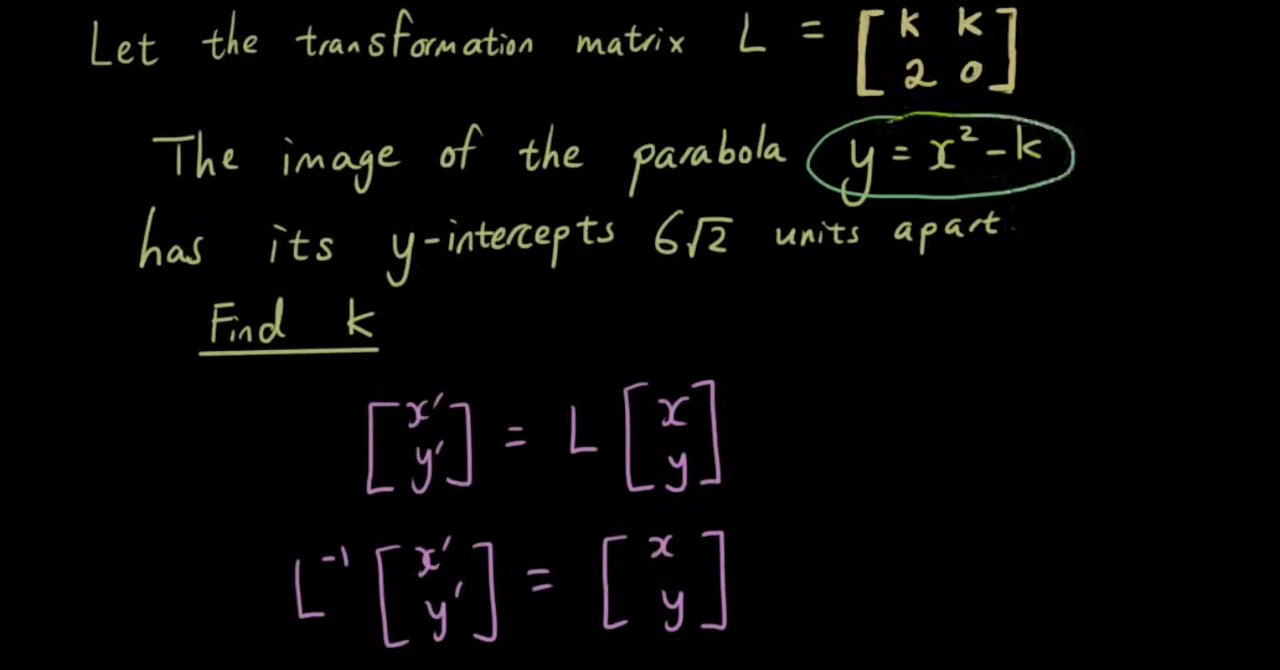 Let the transformation matrix L = [k k; 2 0]
The image of the parabola y = x² - k
has its y-intercepts 6√2 units apart.
Find k
[x′; y′] = L [x; y]
L⁻¹ [x′; y′] = [x; y]